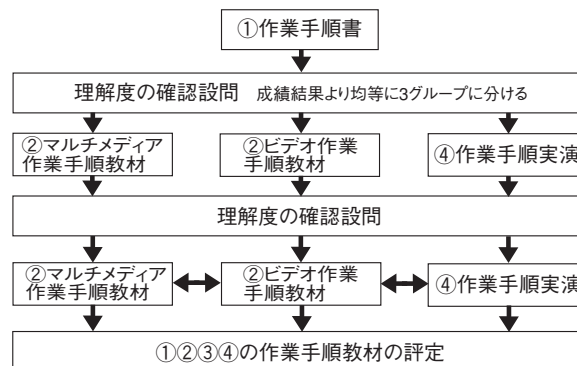 ①作業手順書
理解度の確認設問 成績結果より均等に3グループに分ける
②マルチメディア
作業手順教材
②ビデオ作業
手順教材
④作業手順実演
理解度の確認設問
②マルチメディア
作業手順教材
②ビデオ作業
手順教材
④作業手順実演
①②③④の作業手順教材の評定